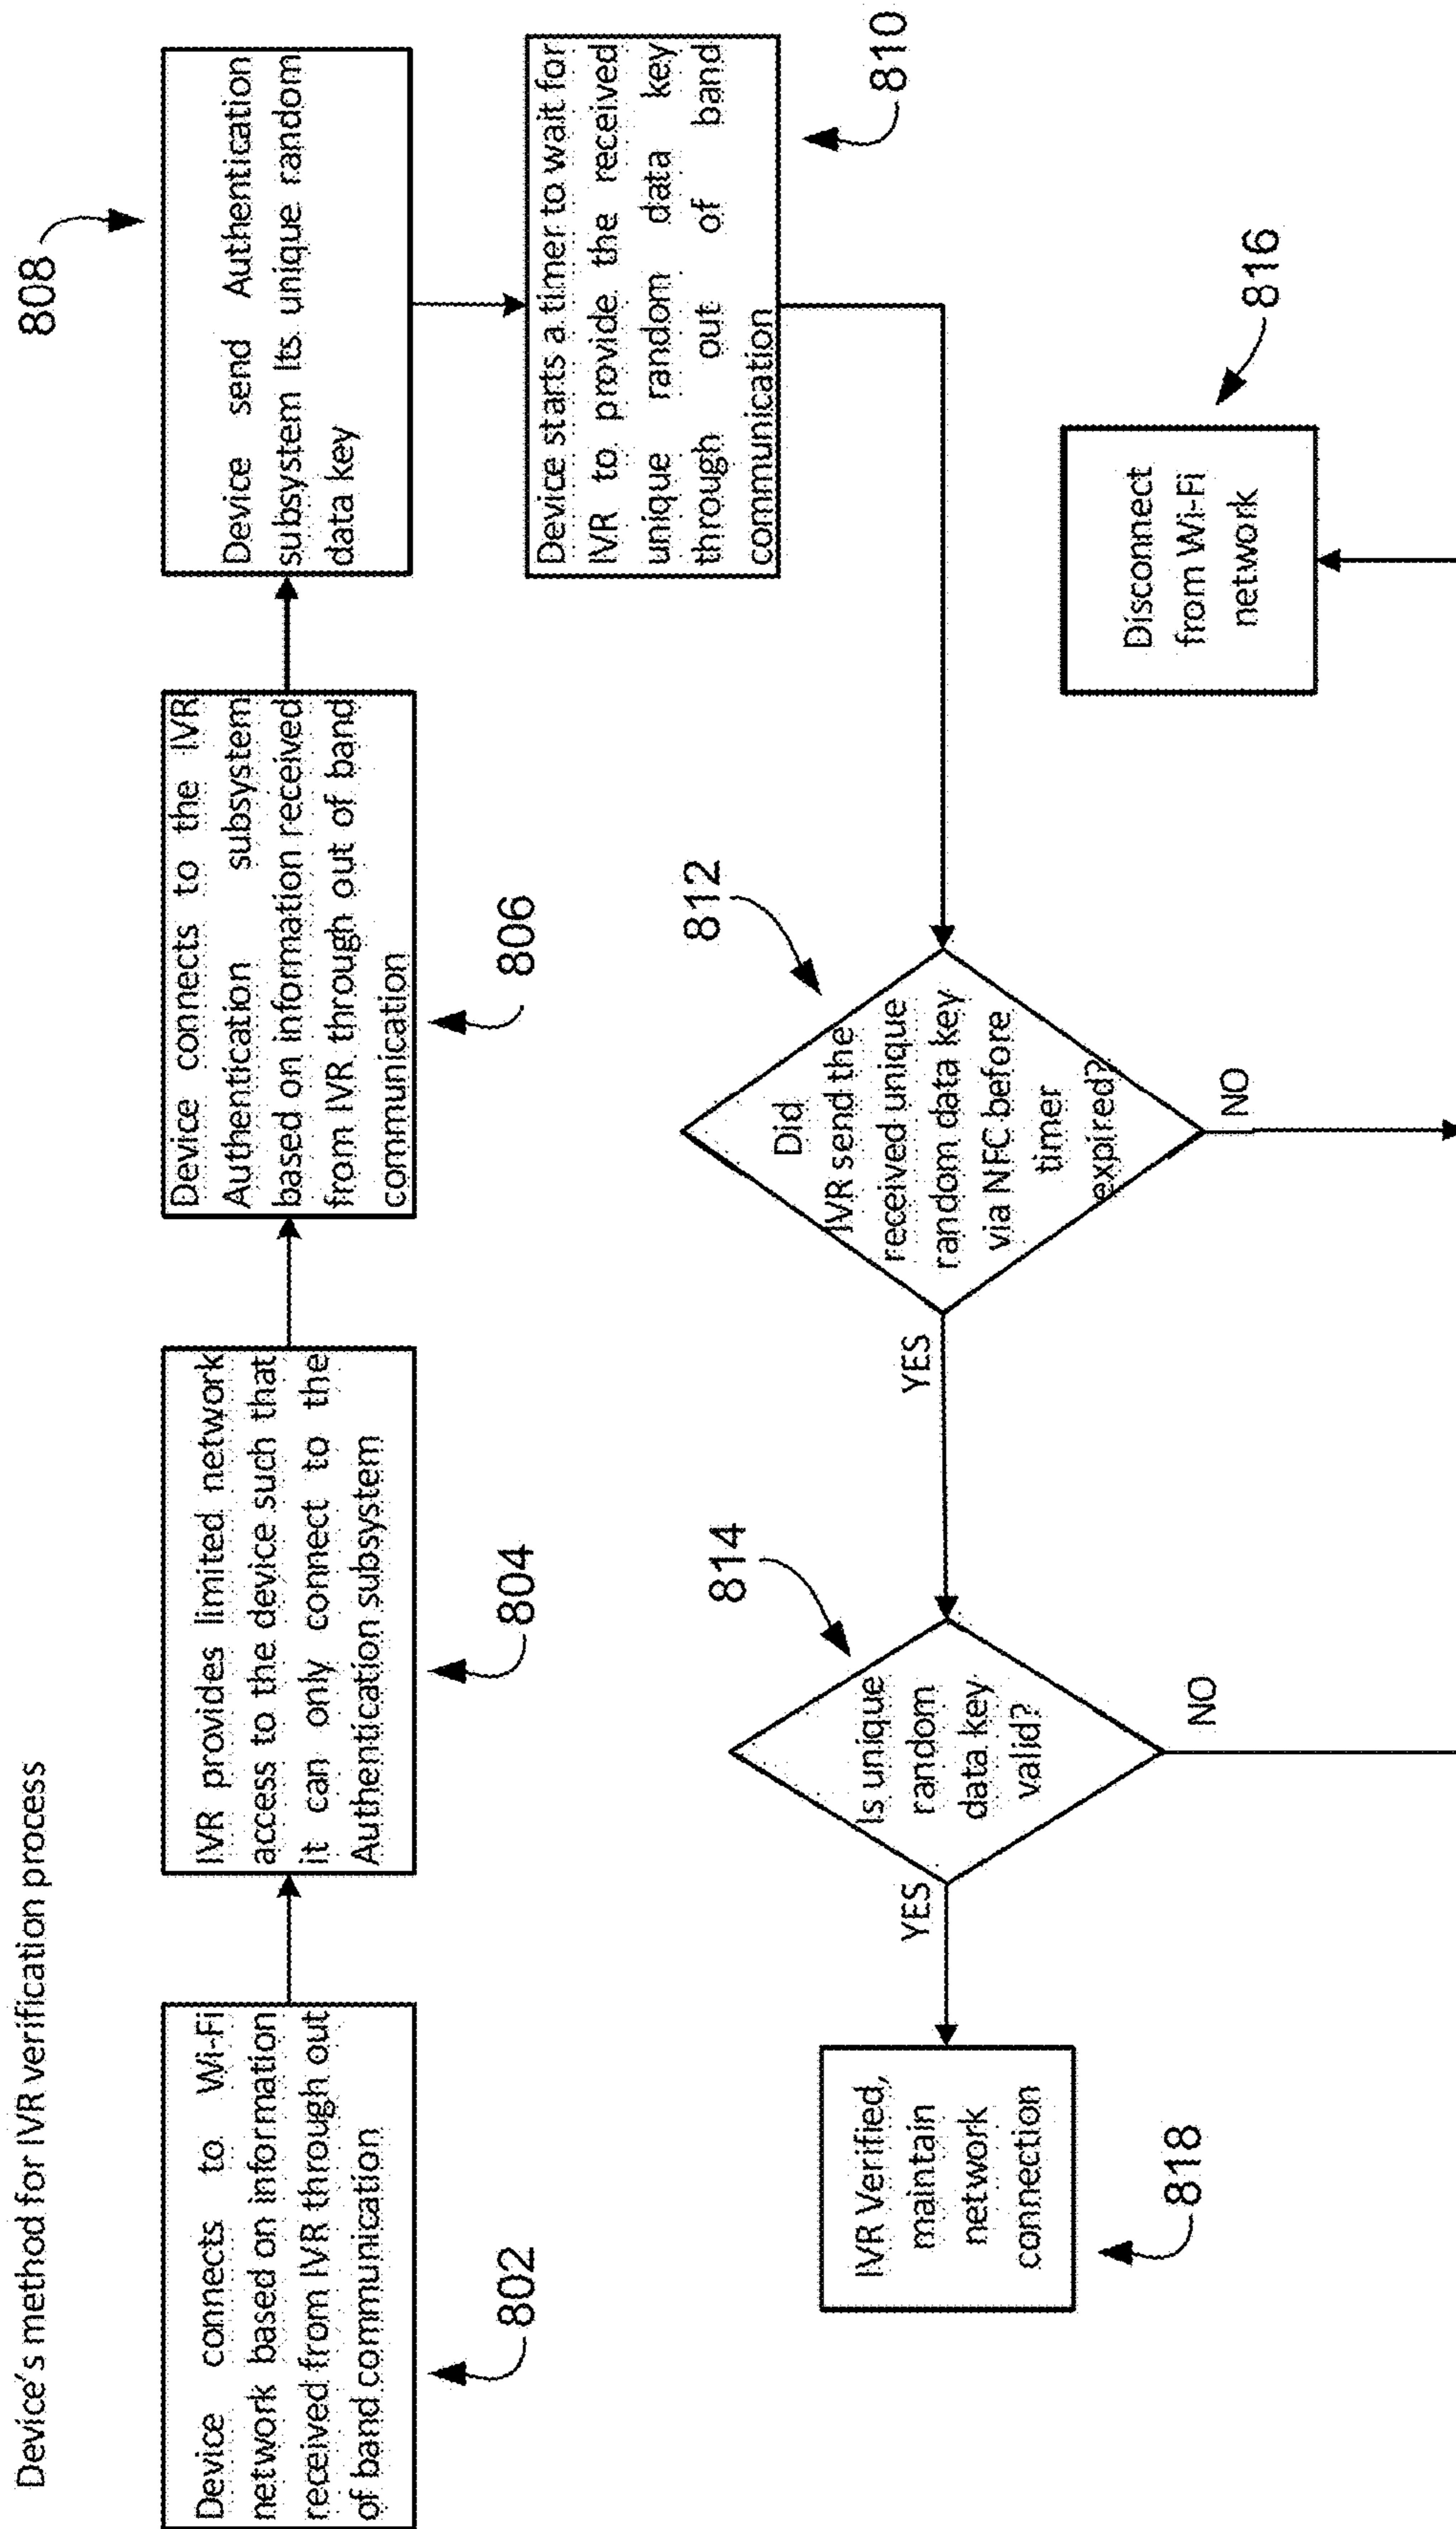 Device's method for IVR verification process
Device connects to Wi-Fi
network based on information
received from IVR through out
of band communication
802
IVR provides limited network
access to the device such that
it can only connect to the
Authentication subsystem
804
Device connects to the IVR
Authentication subsystem
based on information received
from IVR through out of band
communication
806
808
Device send Authentication
subsystem Its unique random
data key
Device starts a timer to wait for
IVR to provide the received
unique random data key
through out of band
communication
810
812
Did
IVR send the
received unique
random data key
via NFC before
timer
expired?
YES
NO
814
Is unique
random
data key
valid?
YES
NO
816
Disconnect
from Wi-Fi
network
IVR Verified,
maintain
network
connection
818